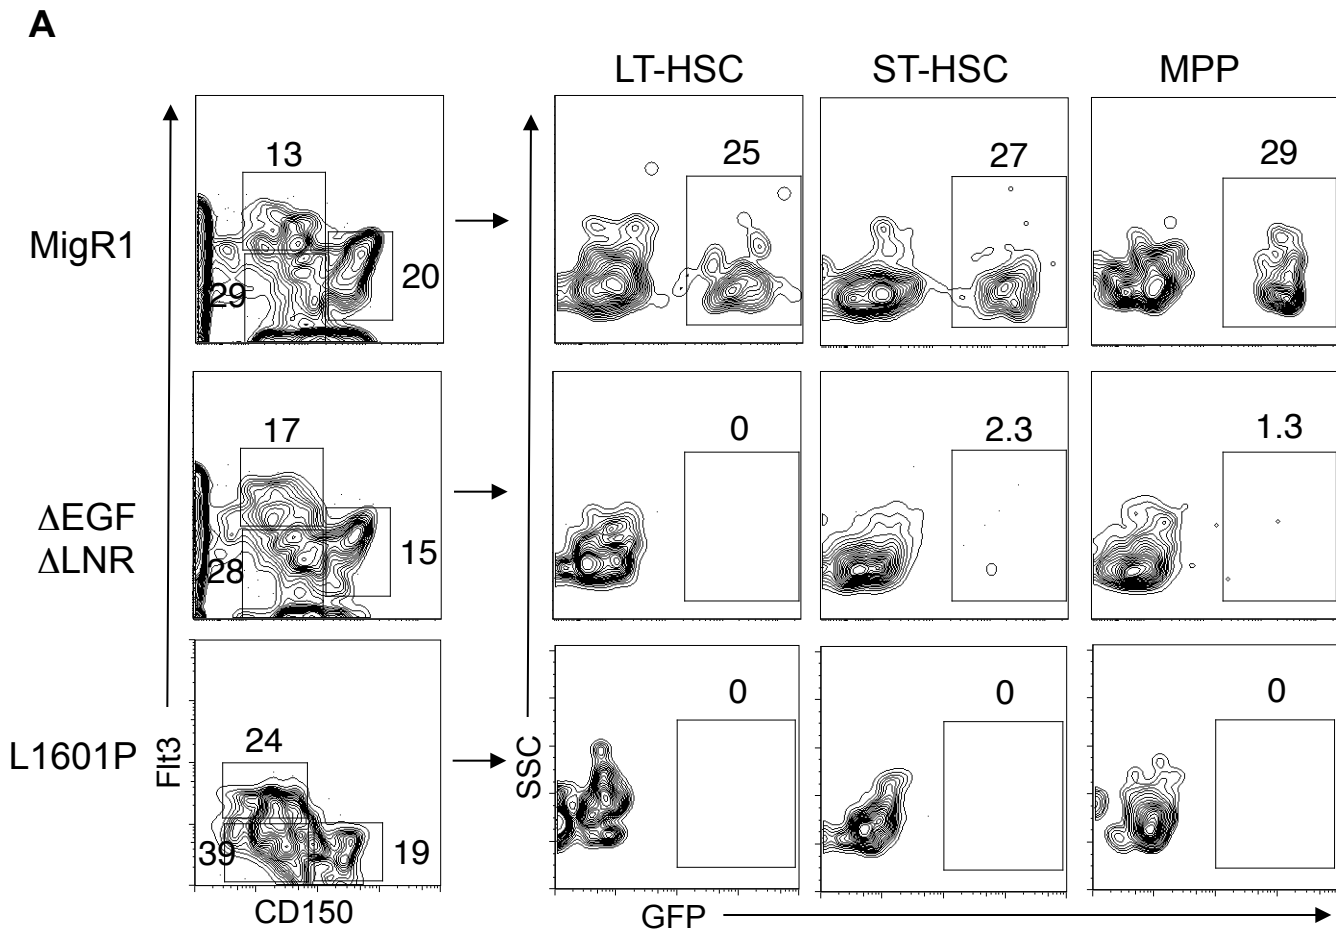 A
LT-HSC ST-HSC MPP
MigR1
13
29
20
25
27
29
ΔEGF
ΔLNR
17
28
15
0
2.3
1.3
L1601P
24
39
19
0
0
0
Flt3
CD150
SSC
GFP